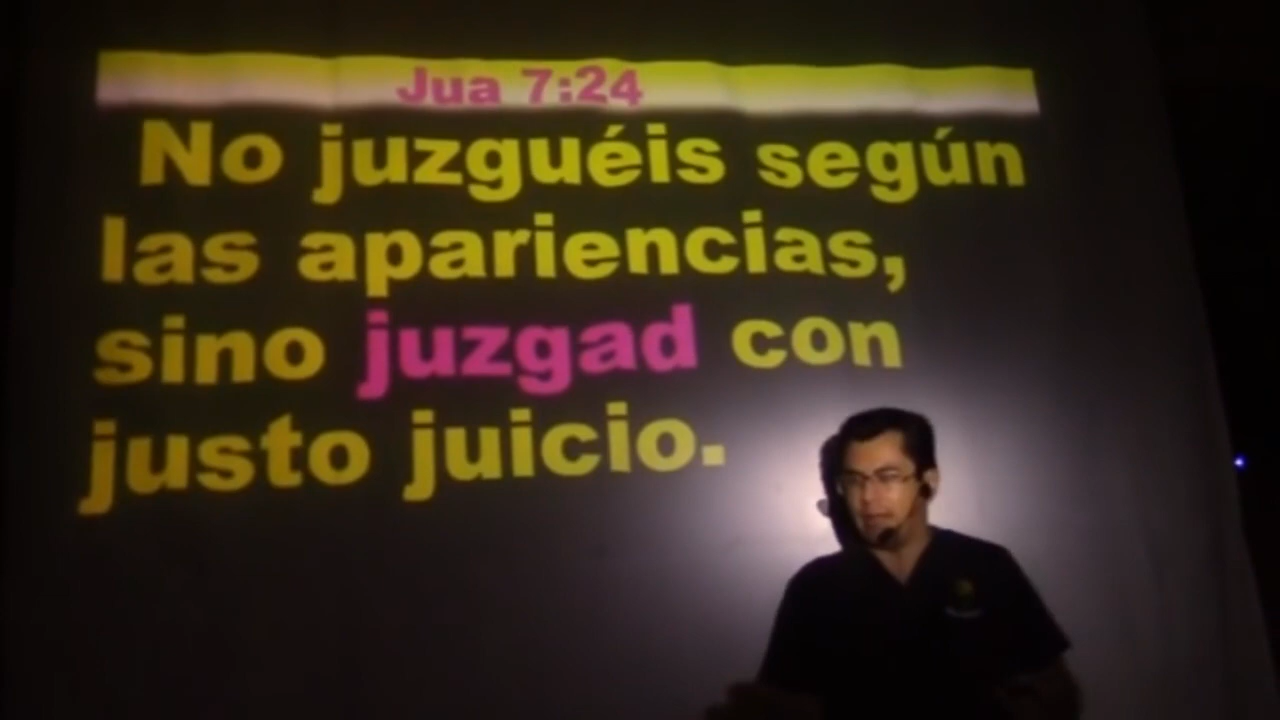 Jua 7:24
No juzguéis según
las apariencias,
sino juzgad con
justo juicio.